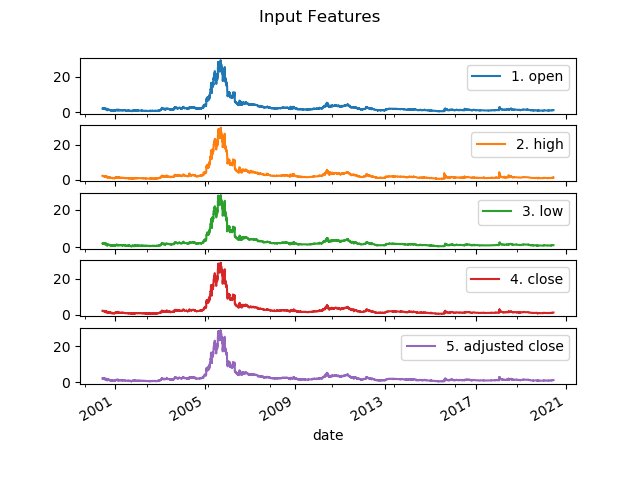 Input Features
20
0
1. open
20
0
2. high
20
0
3. low
20
0
4. close
20
0
5. adjusted close
2001
2005
2009
2013
2017
2021
date